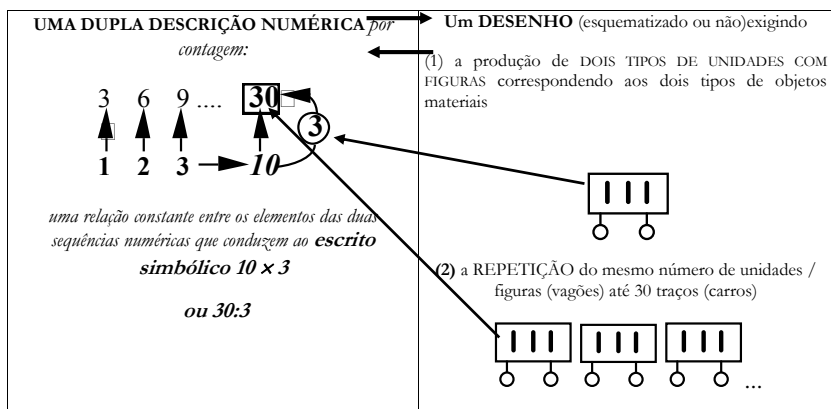 UMA DUPLA DESCRIÇÃO NUMÉRICA por
contagem:
3 6 9 .... 30
3
1 2 3 10
uma relação constante entre os elementos das duas
sequências numéricas que conduzem ao escrito
simbólico 10 × 3
ou 30:3
Um DESENHO (esquematizado ou não)exigindo
(1) a produção de DOIS TIPOS DE UNIDADES COM
FIGURAS correspondendo aos dois tipos de objetos
materiais
(2) a REPETIÇÃO do mesmo número de unidades /
figuras (vagões) até 30 traços (carros)
...